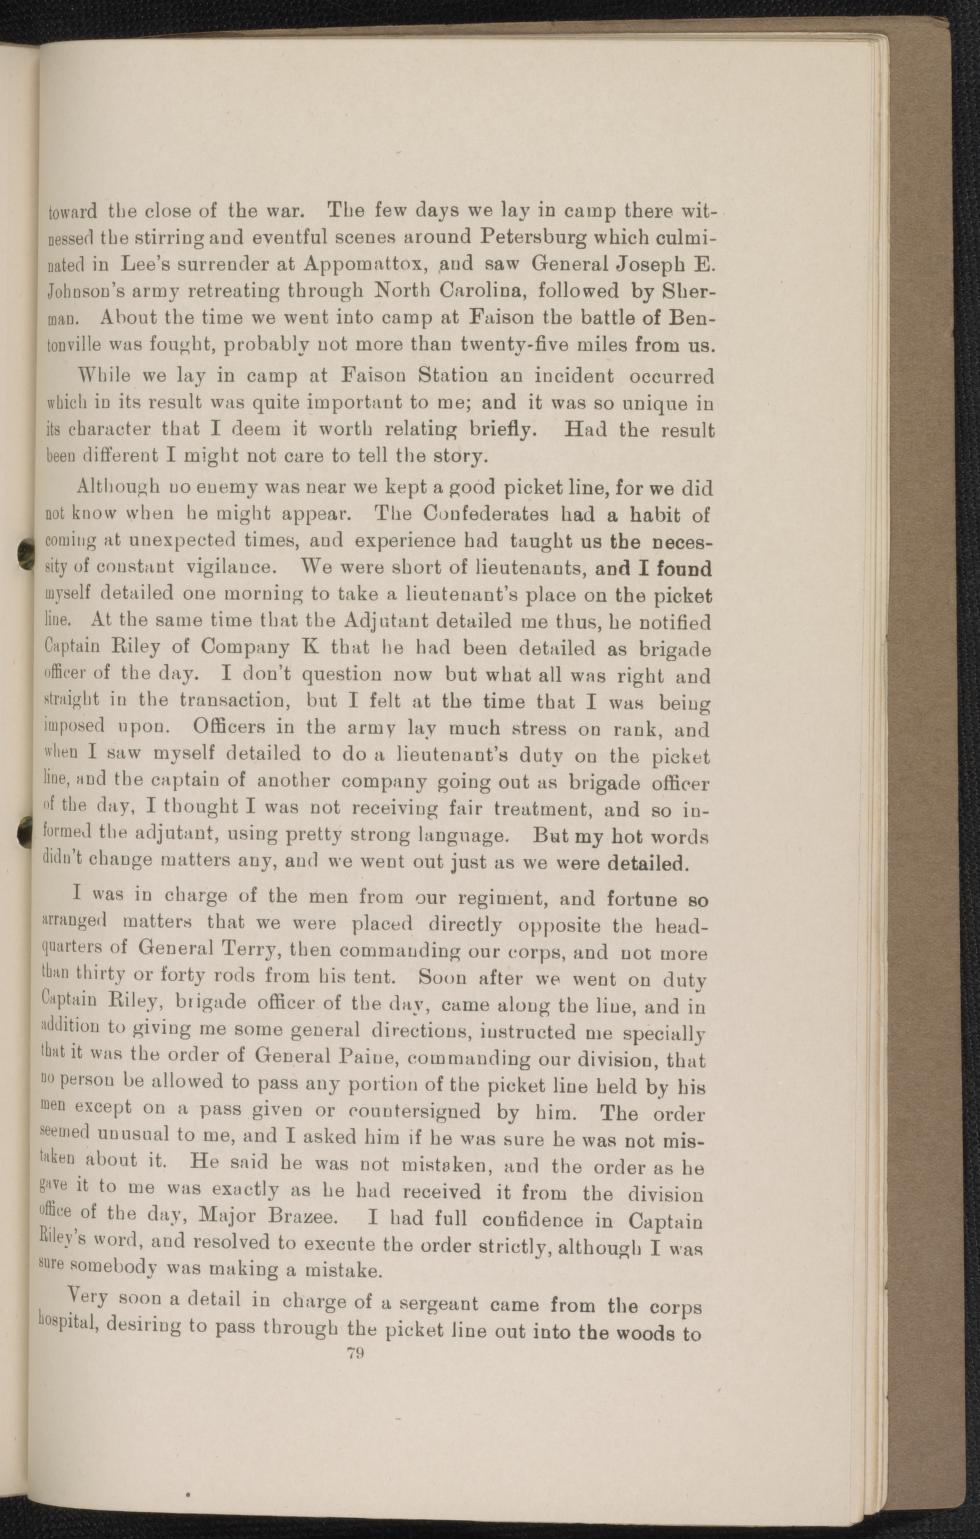 toward the close of the war. The few days we lay in camp there wit-
nessed the stirring and eventful scenes around Petersburg which culmi-
nated in Lee's surrender at Appomattox, and saw General Joseph E.
Johnson's army retreating through North Carolina, followed by Sher-
man. About the time we went into camp at Faison the battle of Ben-
tonville was fought, probably not more than twenty-five miles from us.
While we lay in camp at Faison Station an incident occurred
which in its result was quite important to me; and it was so unique in
its character that I deem it worth relating briefly. Had the result
been different I might not care to tell the story.
Although no enemy was near we kept a good picket line, for we did
not know when he might appear. The Confederates had a habit of
coming at unexpected times, and experience had taught us the neces-
sity of constant vigilance. We were short of lieutenants, and I found
myself detailed one morning to take a lieutenant's place on the picket
line. At the same time that the Adjutant detailed me thus, he notified
Captain Riley of Company K that he had been detailed as brigade
officer of the day. I don't question now but what all was right and
straight in the transaction, but I felt at the time that I was being
imposed upon. Officers in the army lay much stress on rank, and
when I saw myself detailed to do a lieutenant's duty on the picket
line, and the captain of another company going out as brigade officer
of the day, I thought I was not receiving fair treatment, and so in-
formed the adjutant, using pretty strong language. But my hot words
didn't change matters any, and we went out just as we were detailed.
I was in charge of the men from our regiment, and fortune so
arranged matters that we were placed directly opposite the head-
quarters of General Terry, then commanding our corps, and not more
than thirty or forty rods from his tent. Soon after we went on duty
Captain Riley, brigade officer of the day, came along the line, and in
addition to giving me some general directions, instructed me specially
that it was the order of General Paine, commanding our division, that
no person be allowed to pass any portion of the picket line held by his
men except on a pass given or countersigned by him. The order
seemed unusual to me, and I asked him if he was sure he was not mis-
taken about it. He said he was not mistaken, and the order as he
gave it to me was exactly as he had received it from the division
office of the day, Major Brazee. I had full confidence in Captain
Riley's word, and resolved to execute the order strictly, although I was
sure somebody was making a mistake.
Very soon a detail in charge of a sergeant came from the corps
hospital, desiring to pass through the picket line out into the woods to
79